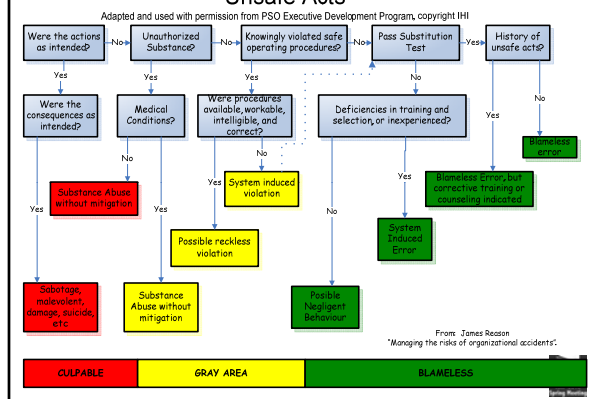 Unsafe Acts
Adapted and used with permission from PSO Executive Development Program, copyright IHI
Were the actions
as intended?
No
Unauthorized
Substance?
No
Knowingly violated safe
operating procedures?
No
Pass Substitution
Test
Yes
History of
unsafe acts?
Yes
Yes
Yes
No
Yes
No
Were the
consequences as
intended?
Medical
Conditions?
Were procedures
available, workable,
intelligible, and
correct?
Deficiencies in training and
selection, or inexperienced?
Blameless
error
No
No
Yes
Yes
Yes
Yes
No
Substance Abuse
without mitigation
System induced
violation
Blameless Error, but
corrective training or
counseling indicated
Possible reckless
violation
System
Induced
Error
Sabotage,
malevolent,
damage, suicide,
etc
Substance
Abuse without
mitigation
Posible
Negligent
Behaviour
From: James Reason
"Managing the risks of organizational accidents".
CULPABLE
GRAY AREA
BLAMELESS
Spring Meeting